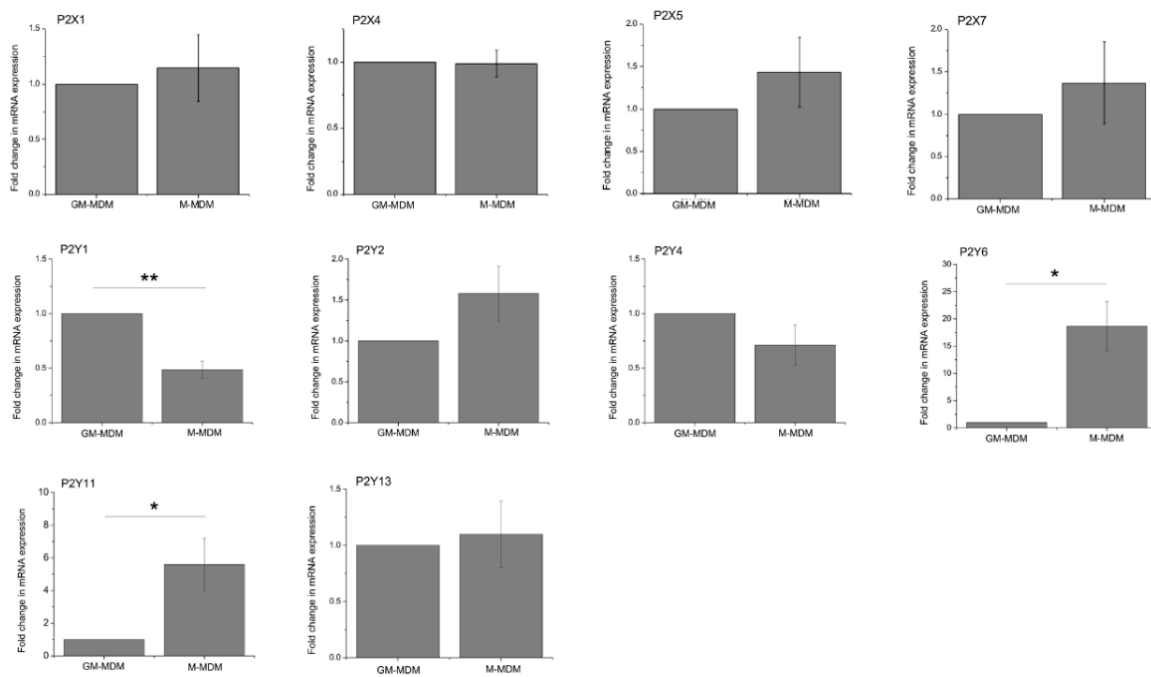 P2X1
Fold change in mRNA expression
1.5
1.0
0.5
0.0
GM-MDM M-MDM
P2X4
Fold change in mRNA expression
1.5
1.0
0.5
0.0
GM-MDM M-MDM
P2X5
Fold change in mRNA expression
2.0
1.5
1.0
0.5
0.0
GM-MDM M-MDM
P2X7
Fold change in mRNA expression
2.0
1.5
1.0
0.5
0.0
GM-MDM M-MDM
P2Y1
Fold change in mRNA expression
1.5
1.0
0.5
0.0
**
GM-MDM M-MDM
P2Y2
Fold change in mRNA expression
2.0
1.5
1.0
0.5
0.0
GM-MDM M-MDM
P2Y4
Fold change in mRNA expression
1.5
1.0
0.5
0.0
GM-MDM M-MDM
P2Y6
Fold change in mRNA expression
30
25
20
15
10
5
0
*
GM-MDM M-MDM
P2Y11
Fold change in mRNA expression
10
8
6
4
2
0
*
GM-MDM M-MDM
P2Y13
Fold change in mRNA expression
1.5
1.0
0.5
0.0
GM-MDM M-MDM